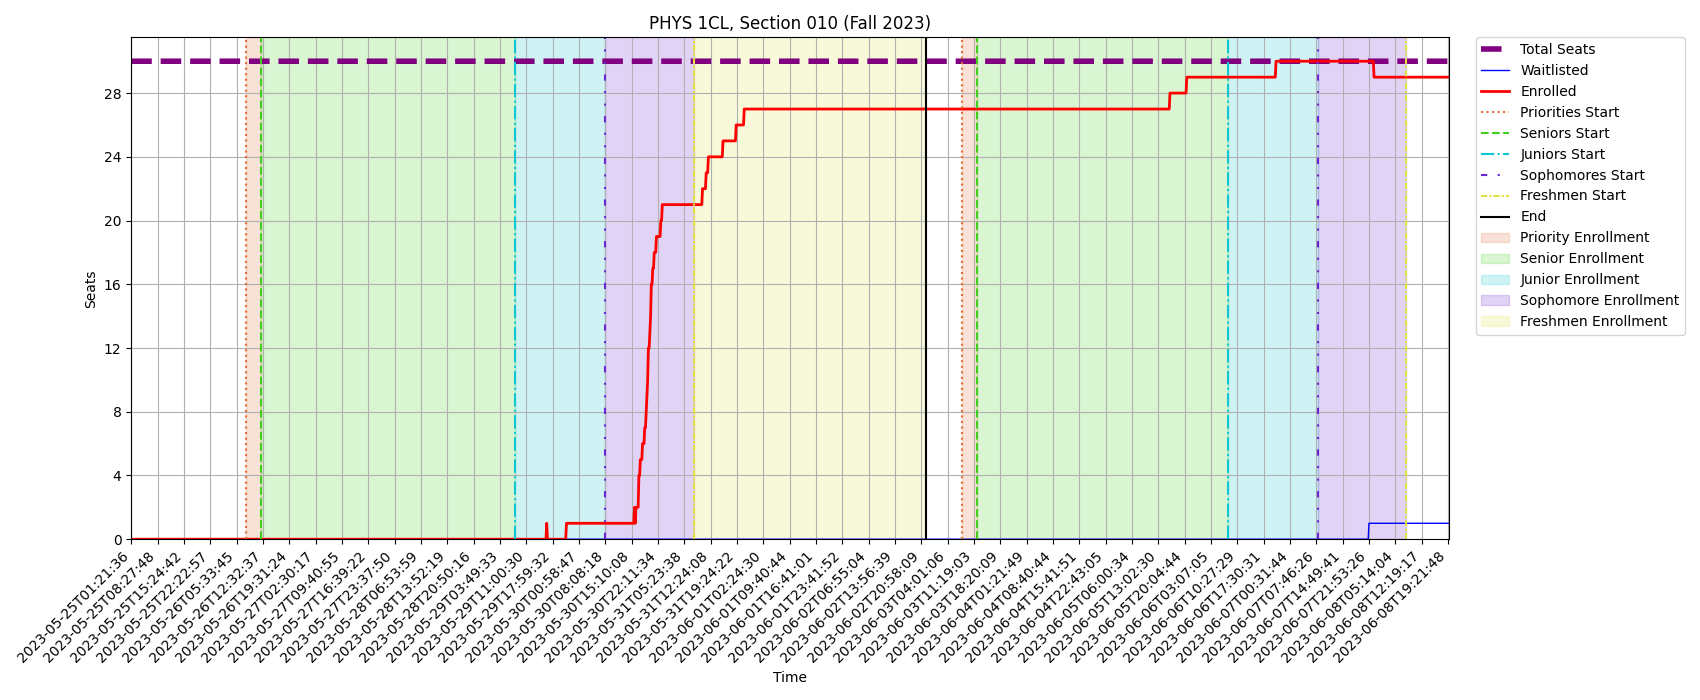 PHYS 1CL, Section 010 (Fall 2023)
Seats
28
24
20
16
12
8
4
0
2023-05-25T01:21:36
2023-05-25T08:27:48
2023-05-25T15:24:42
2023-05-25T22:22:57
2023-05-26T05:33:45
2023-05-26T12:32:37
2023-05-26T19:31:24
2023-05-27T02:30:17
2023-05-27T09:40:55
2023-05-27T16:39:22
2023-05-27T23:37:50
2023-05-28T06:53:59
2023-05-28T13:52:19
2023-05-28T20:50:16
2023-05-29T03:49:33
2023-05-29T11:00:30
2023-05-29T17:59:32
2023-05-30T00:58:47
2023-05-30T08:08:18
2023-05-30T15:10:08
2023-05-30T22:11:34
2023-05-31T05:23:38
2023-05-31T12:24:08
2023-05-31T19:24:22
2023-06-01T02:24:30
2023-06-01T09:40:44
2023-06-01T16:41:01
2023-06-01T23:41:52
2023-06-02T06:55:04
2023-06-02T13:56:39
2023-06-02T20:58:09
2023-06-03T04:01:06
2023-06-03T11:19:03
2023-06-03T18:20:09
2023-06-04T01:21:49
2023-06-04T08:40:44
2023-06-04T15:41:51
2023-06-04T22:43:05
2023-06-05T06:00:34
2023-06-05T13:02:30
2023-06-05T20:04:44
2023-06-06T03:07:05
2023-06-06T10:27:29
2023-06-06T17:30:31
2023-06-07T00:31:44
2023-06-07T07:46:26
2023-06-07T14:49:41
2023-06-07T21:53:26
2023-06-08T05:14:04
2023-06-08T12:19:17
2023-06-08T19:21:48
Time
Total Seats
Waitlisted
Enrolled
Priorities Start
Seniors Start
Juniors Start
Sophomores Start
Freshmen Start
End
Priority Enrollment
Senior Enrollment
Junior Enrollment
Sophomore Enrollment
Freshmen Enrollment